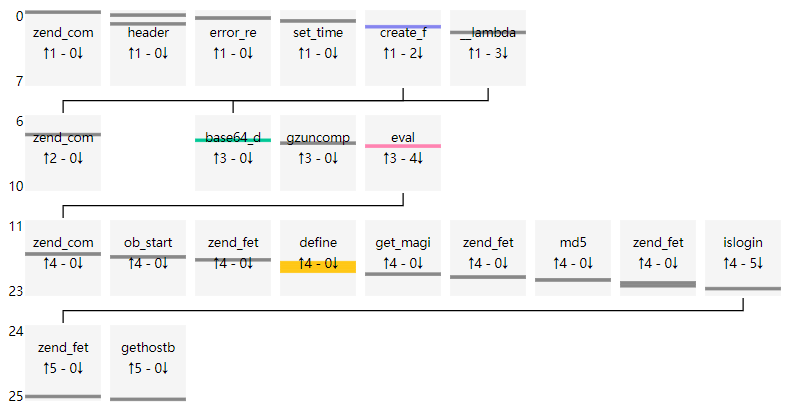 0
zend_com header error_re set_time create_f __lambda
↑1 - 0↓ ↑1 - 0↓ ↑1 - 0↓ ↑1 - 0↓ ↑1 - 2↓ ↑1 - 3↓
7
6
zend_com base64_d gzuncomp eval
↑2 - 0↓ ↑3 - 0↓ ↑3 - 0↓ ↑3 - 4↓
10
11
zend_com ob_start zend_fet define get_magi zend_fet md5 zend_fet islogin
↑4 - 0↓ ↑4 - 0↓ ↑4 - 0↓ ↑4 - 0↓ ↑4 - 0↓ ↑4 - 0↓ ↑4 - 0↓ ↑4 - 0↓ ↑4 - 5↓
23
24
zend_fet gethostb
↑5 - 0↓ ↑5 - 0↓
25